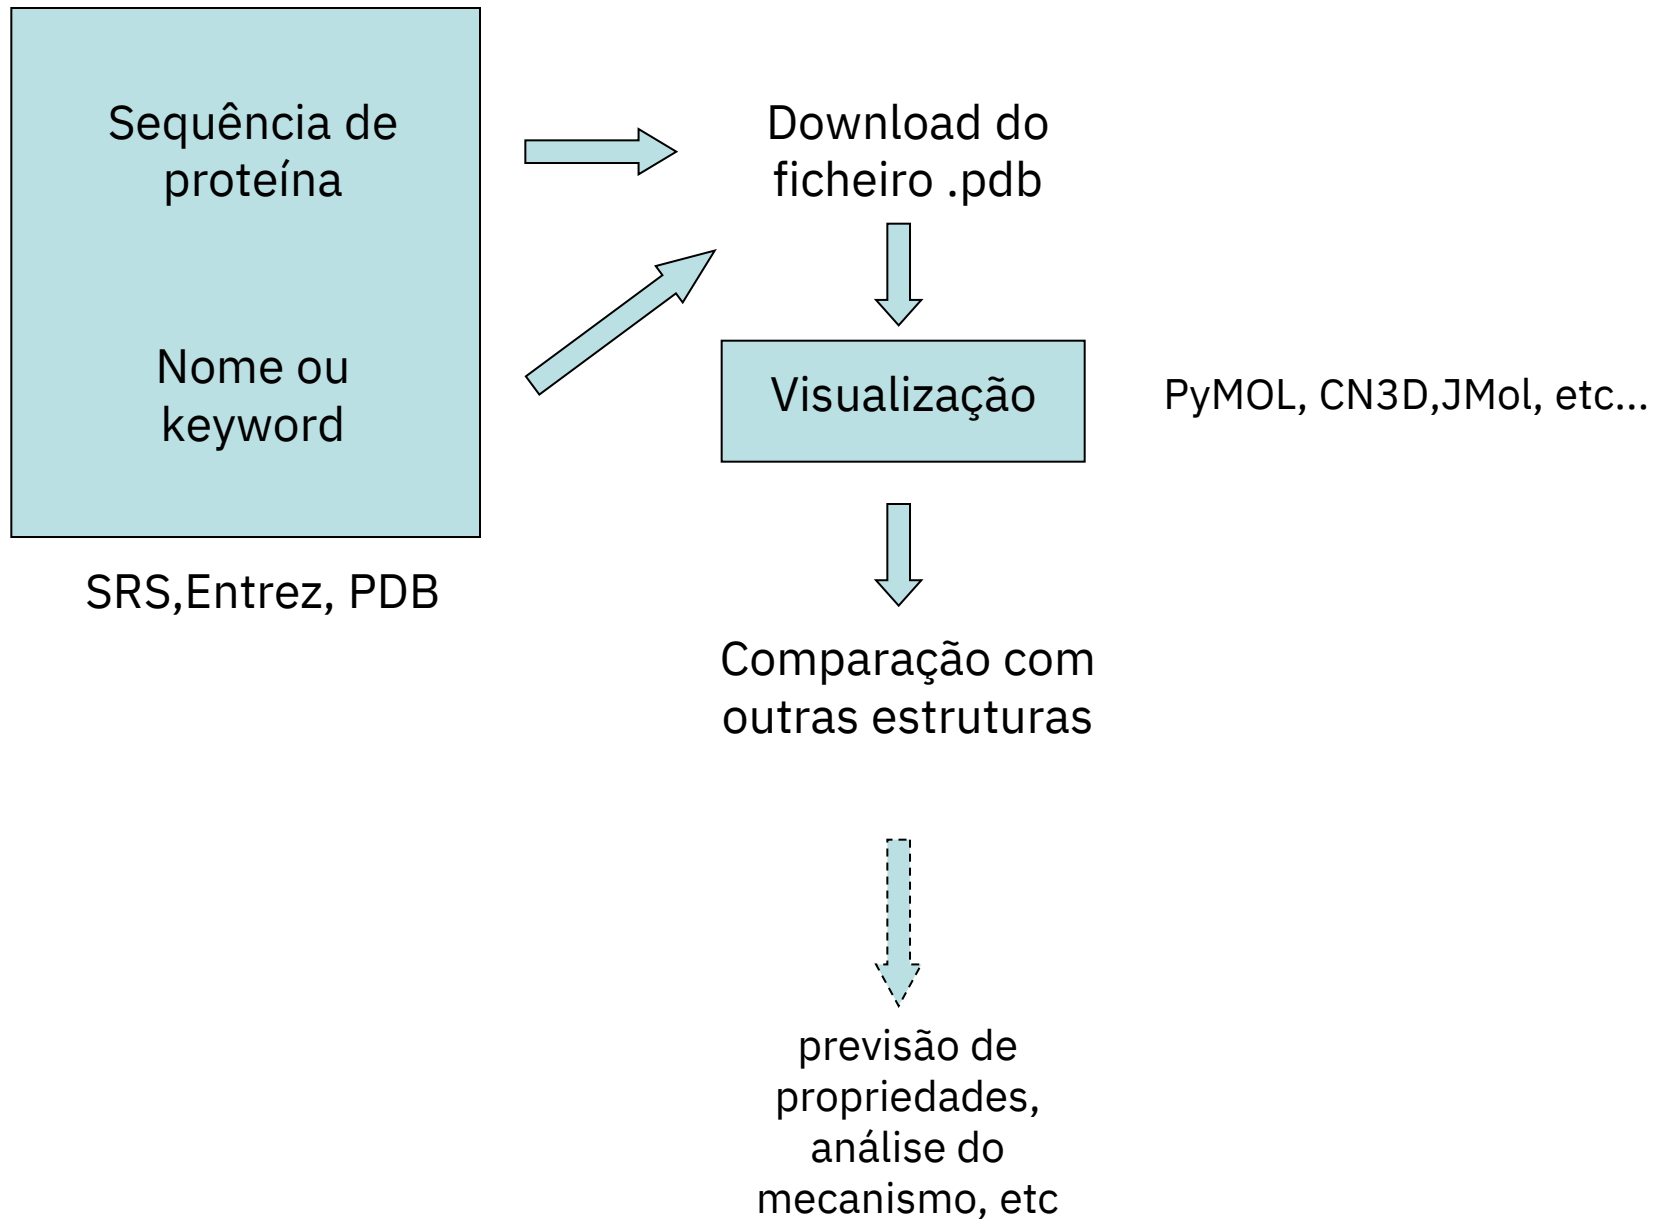 Sequência de
proteína
Nome ou
keyword
SRS,Entrez, PDB
Download do
ficheiro .pdb
Visualização
PyMOL, CN3D,JMol, etc...
Comparação com
outras estruturas
previsão de
propriedades,
análise do
mecanismo, etc